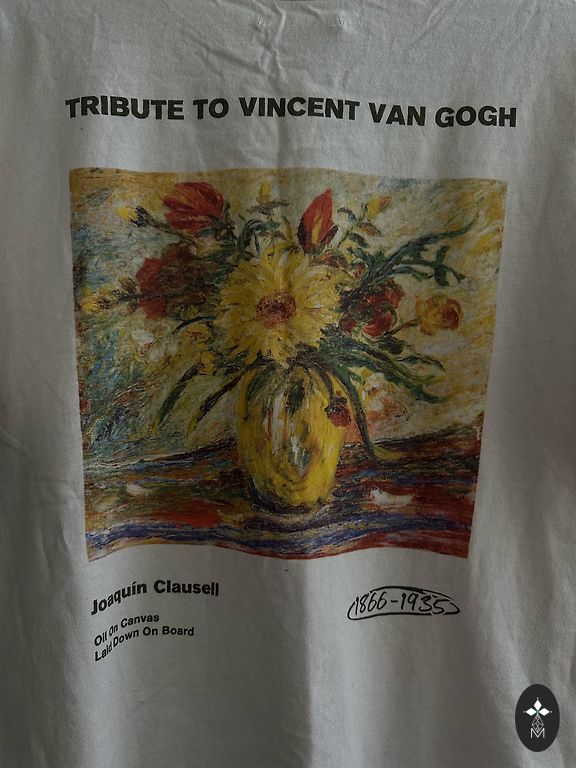 TRIBUTE TO VINCENT VAN GOGH
Joaquín Clausell
Oil On Canvas
Laid Down On Board
1866-1935
M